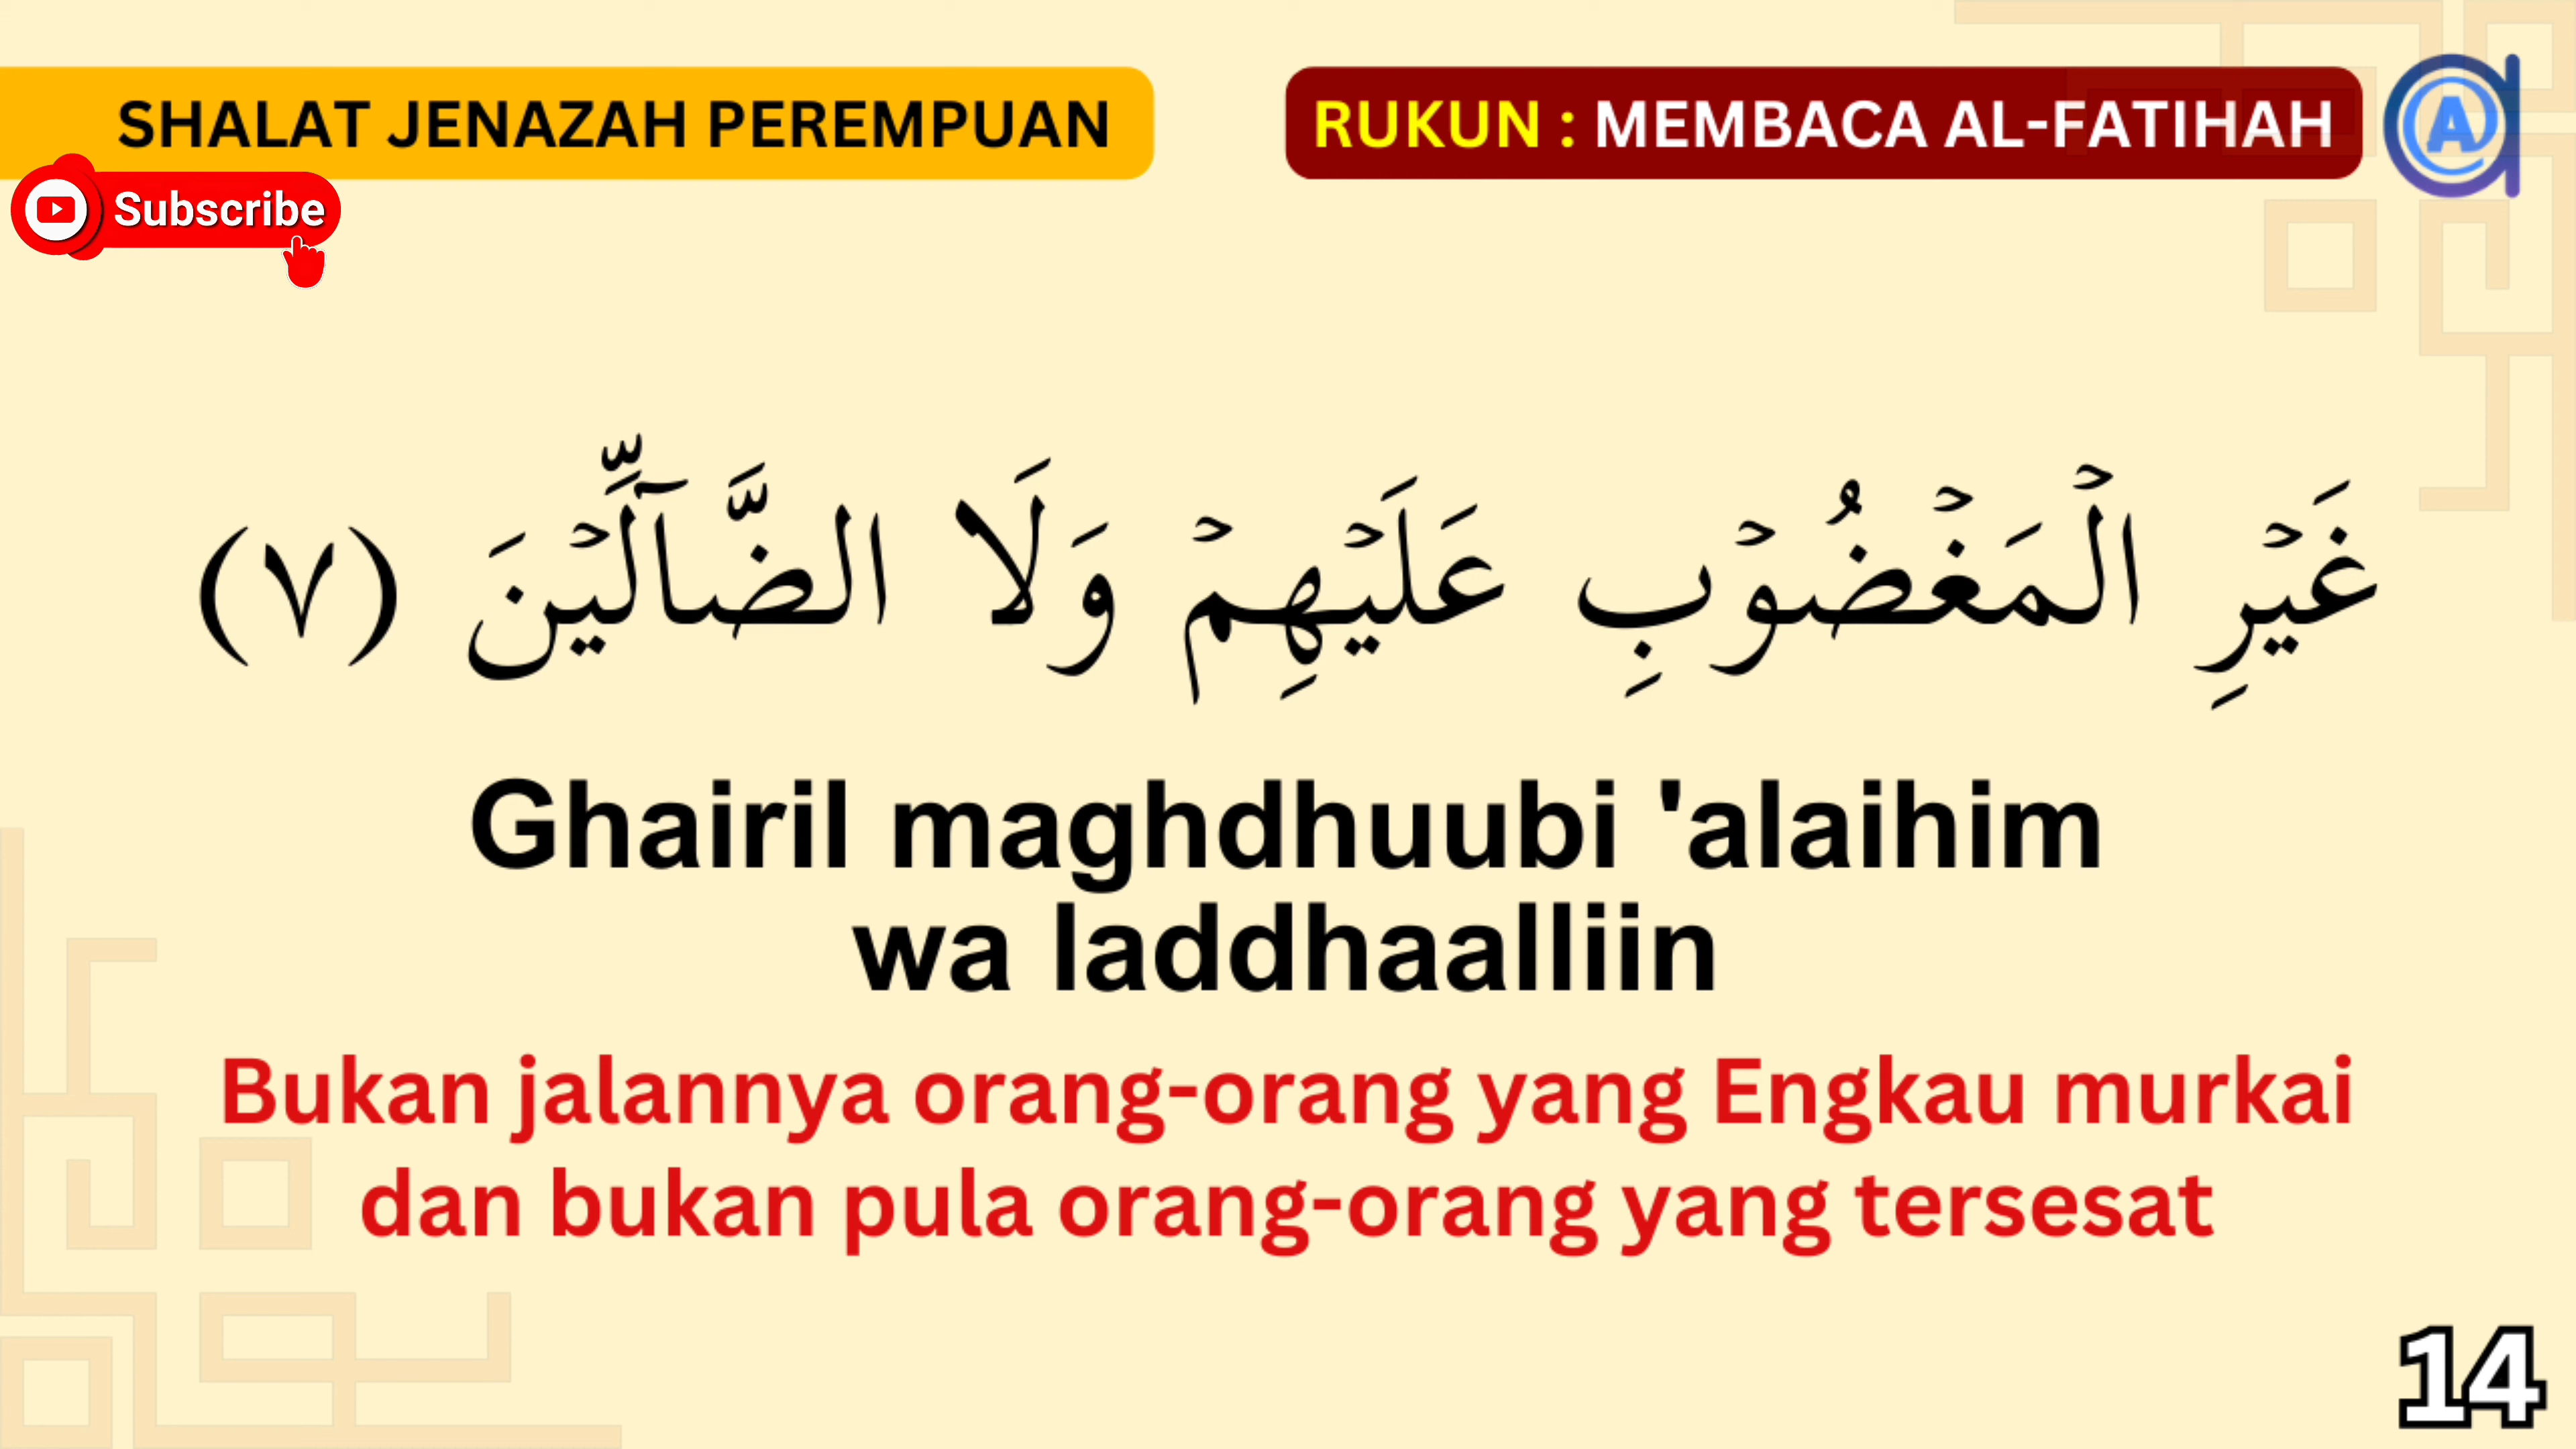 SHALAT JENAZAH PEREMPUAN
RUKUN : MEMBACA AL-FATIHAH
@A
Subscribe
غَيْرِ الْمَغْضُوْبِ عَلَيْهِمْ وَلَا الضَّاۤلِّيْنَ (٧)
Ghairil maghdhuubi 'alaihim
wa laddhaalliin
Bukan jalannya orang-orang yang Engkau murkai
dan bukan pula orang-orang yang tersesat
14